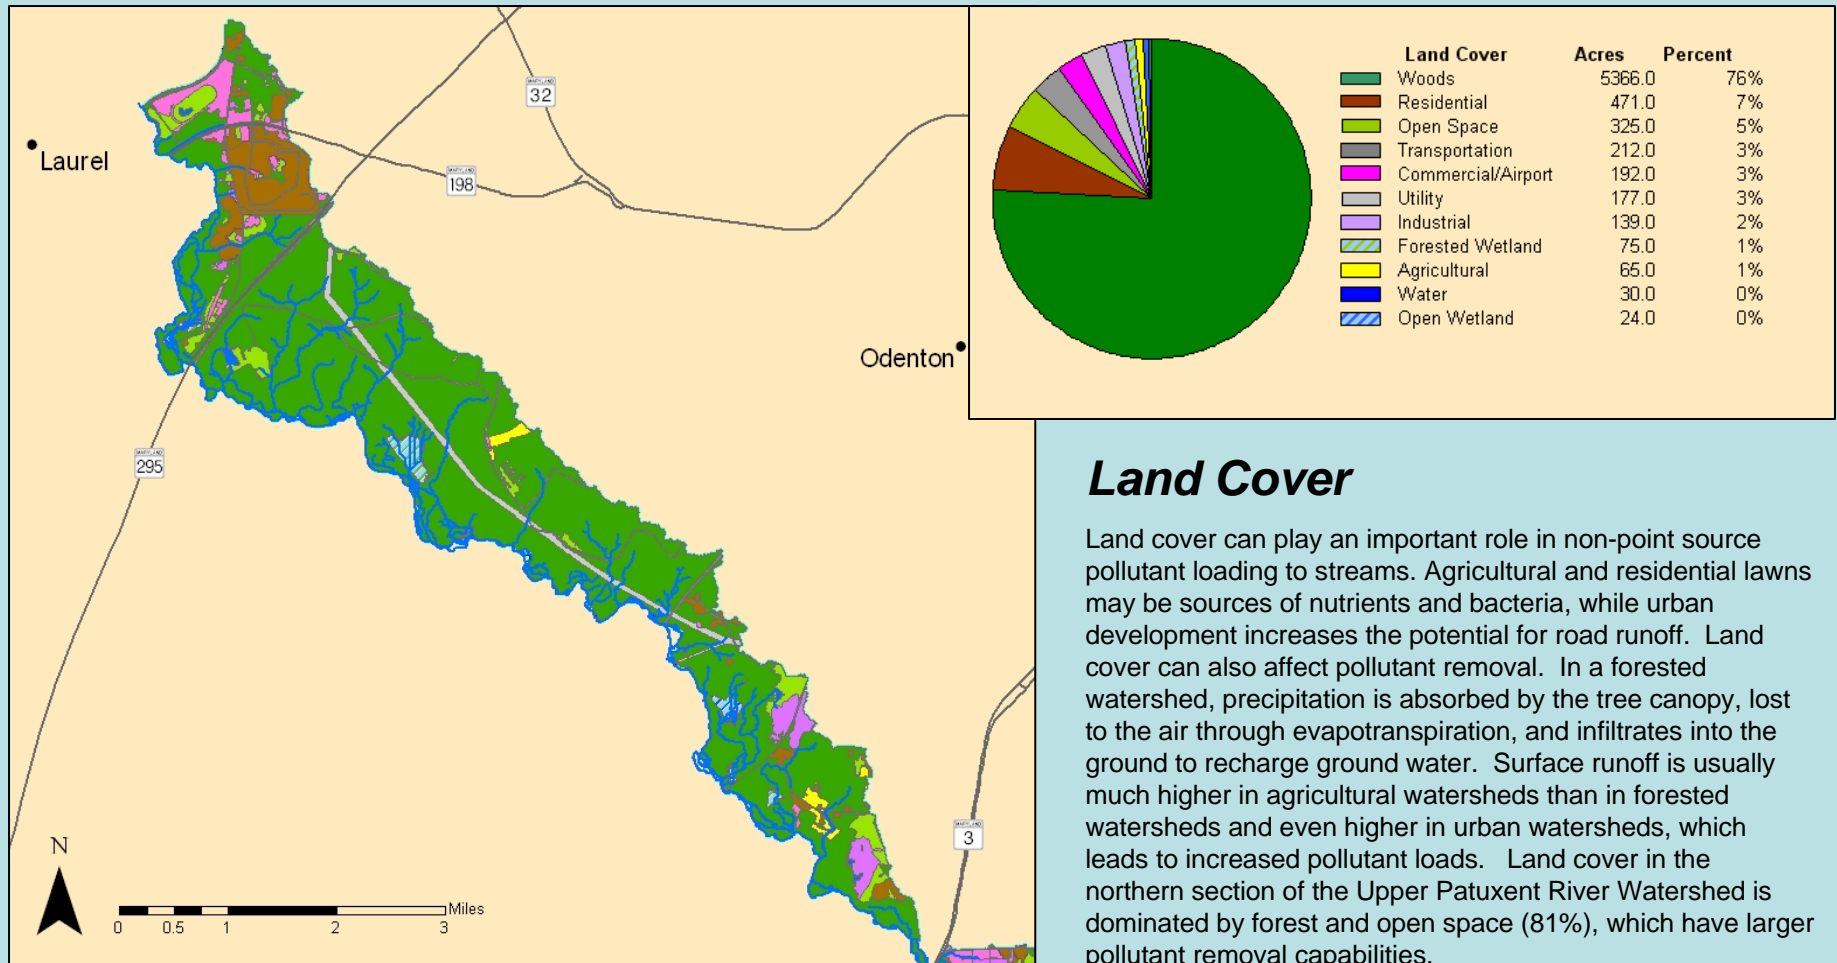 Laurel
MARYLAND
32
MARYLAND
198
Odenton
MARYLAND
295
MARYLAND
3
N
Miles
0 0.5 1 2 3
Land Cover Acres Percent
Woods 5366.0 76%
Residential 471.0 7%
Open Space 325.0 5%
Transportation 212.0 3%
Commercial/Airport 192.0 3%
Utility 177.0 3%
Industrial 139.0 2%
Forested Wetland 75.0 1%
Agricultural 65.0 1%
Water 30.0 0%
Open Wetland 24.0 0%
Land Cover
Land cover can play an important role in non-point source
pollutant loading to streams. Agricultural and residential lawns
may be sources of nutrients and bacteria, while urban
development increases the potential for road runoff.  Land
cover can also affect pollutant removal.  In a forested
watershed, precipitation is absorbed by the tree canopy, lost
to the air through evapotranspiration, and infiltrates into the
ground to recharge ground water.  Surface runoff is usually
much higher in agricultural watersheds than in forested
watersheds and even higher in urban watersheds, which
leads to increased pollutant loads.   Land cover in the
northern section of the Upper Patuxent River Watershed is
dominated by forest and open space (81%), which have larger
pollutant removal capabilities.